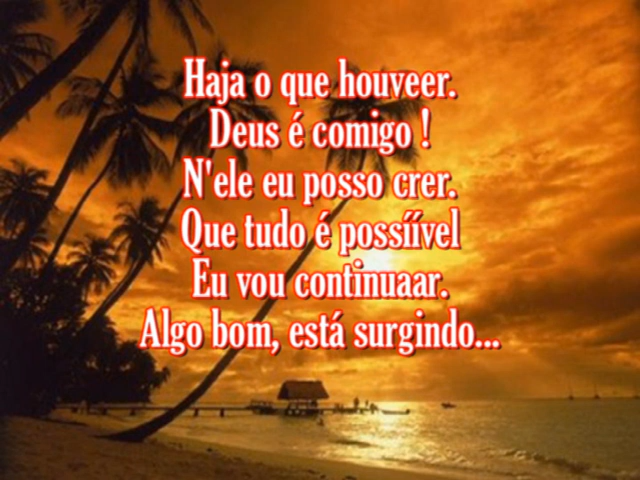 Haja o que houveer.
Deus é comigo !
N'ele eu posso crer.
Que tudo é possíível
Eu vou continuaar.
Algo bom, está surgindo...